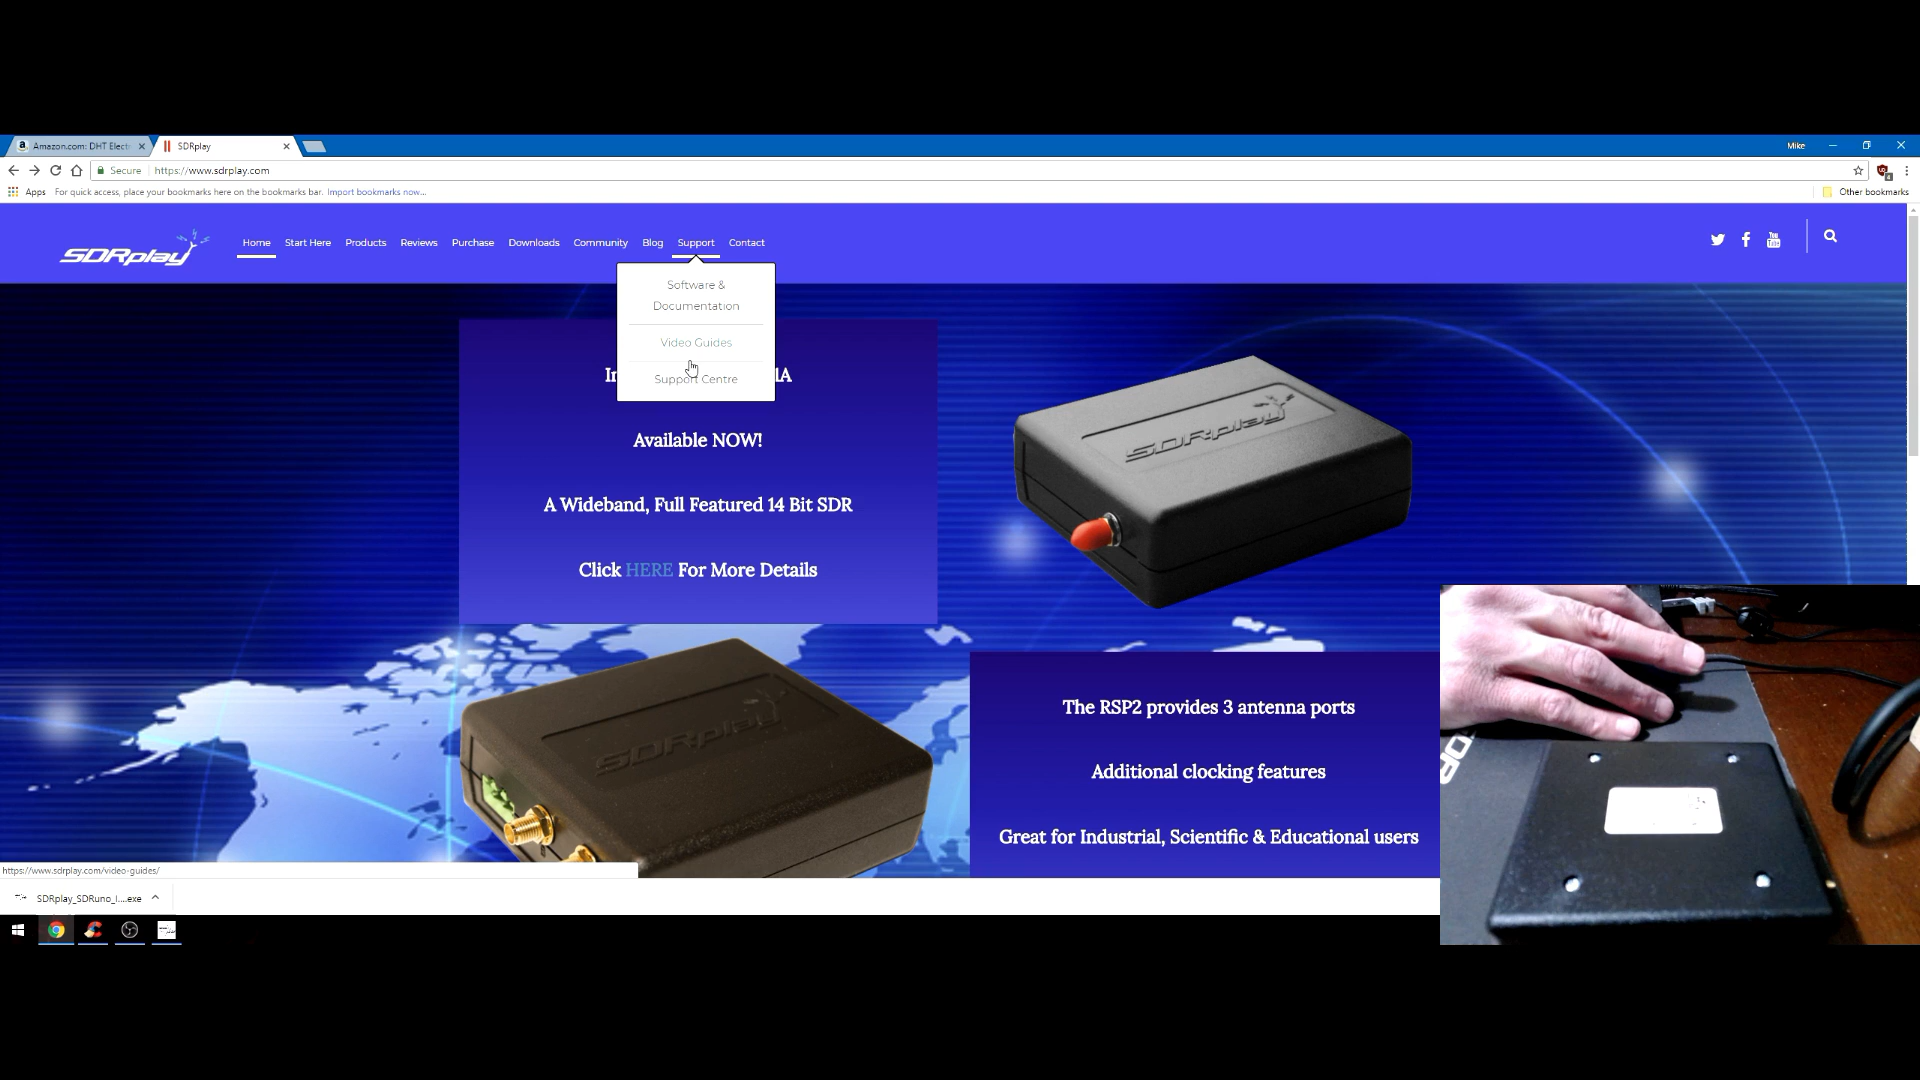 Amazon.com: DHT Elect
SDRplay
Mike
Secure
https://www.sdrplay.com
Apps
For quick access, place your bookmarks here on the bookmarks bar.
Import bookmarks now...
Other bookmarks
SDRplay
Home
Start Here
Products
Reviews
Purchase
Downloads
Community
Blog
Support
Contact
You
Tube
Software &
Documentation
Video Guides
Support Centre
Available NOW!
A Wideband, Full Featured 14 Bit SDR
Click HERE For More Details
SDRplay
SDRplay
The RSP2 provides 3 antenna ports
Additional clocking features
Great for Industrial, Scientific & Educational users
https://www.sdrplay.com/video-guides/
SDRplay_SDRuno_I....exe